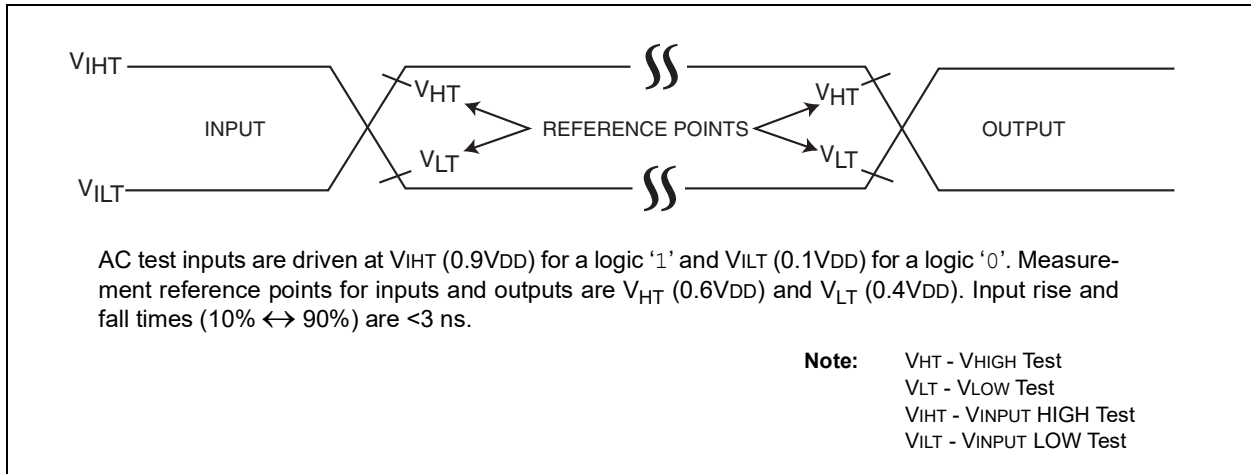 VIHT
VHT
VHT
INPUT
REFERENCE POINTS
OUTPUT
VLT
VLT
VILT
AC test inputs are driven at VIHT (0.9VDD) for a logic ‘1’ and VILT (0.1VDD) for a logic ‘0’. Measure-
ment reference points for inputs and outputs are VHT (0.6VDD) and VLT (0.4VDD). Input rise and
fall times (10% ↔ 90%) are <3 ns.
Note: VHT - VHIGH Test
VLT - VLOW Test
VIHT - VINPUT HIGH Test
VILT - VINPUT LOW Test